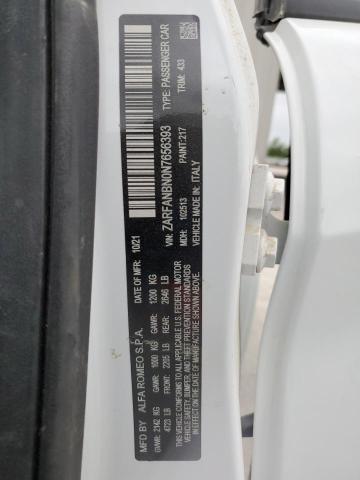 MFD BY ALFA ROMEO S.P.A. DATE OF MFR: 10/21 VIN: ZARFANBN0N7656393 TYPE: PASSENGER CAR
GVWR: 2142 KG GAWR: 1000 KG GAWR: 1200 KG MDH: 102513 PAINT:217 TRIM: 433
4723 LB FRONT: 2205 LB REAR: 2646 LB VEHICLE MADE IN: ITALY
THIS VEHICLE CONFORMS TO ALL APPLICABLE U.S. FEDERAL MOTOR
VEHICLE SAFETY, BUMPER, AND THEFT PREVENTION STANDARDS
IN EFFECT ON THE DATE OF MANUFACTURE SHOWN ABOVE